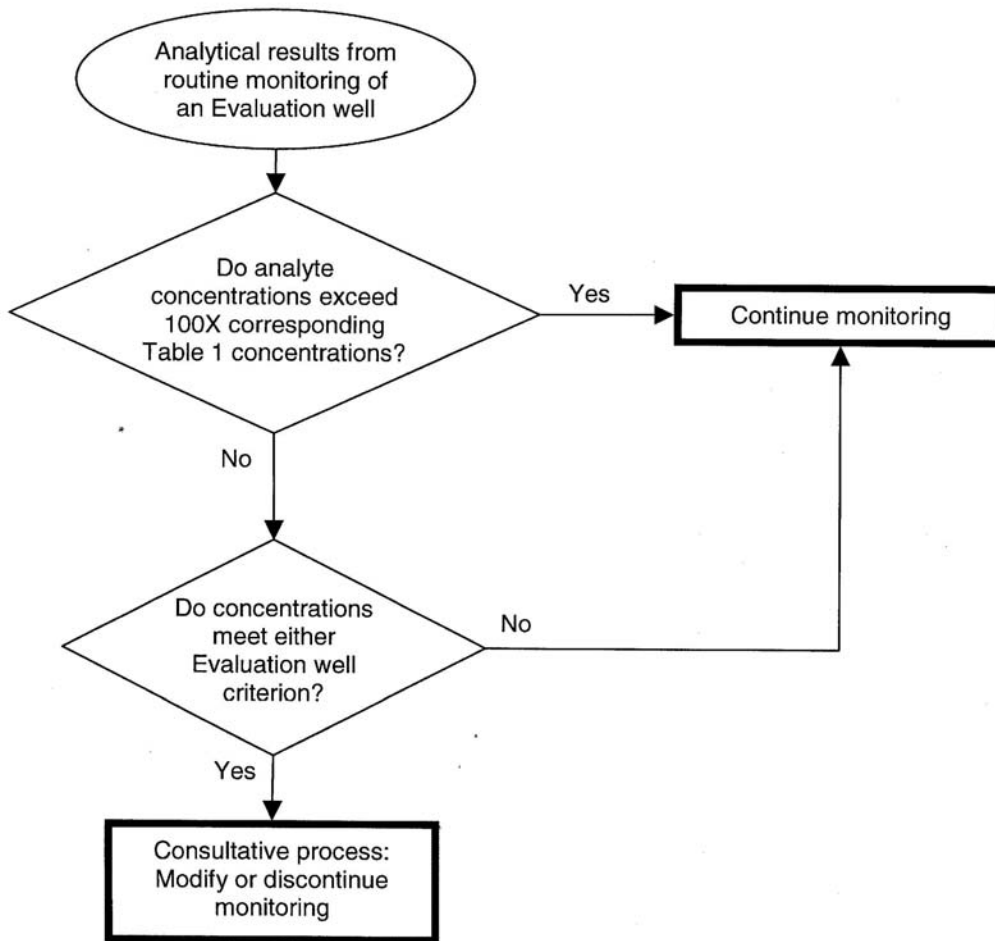 Analytical results from
routine monitoring of
an Evaluation well
Do analyte
concentrations exceed
100X corresponding
Table 1 concentrations?
Yes
Continue monitoring
No
Do concentrations
meet either
Evaluation well
criterion?
No
Yes
Consultative process:
Modify or discontinue
monitoring